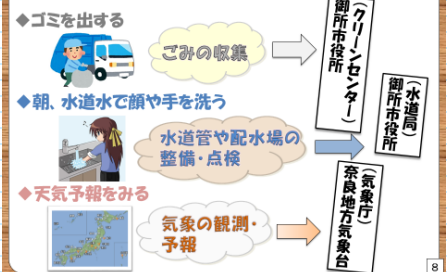 ◆ゴミを出する
ごみの収集
(クリーンセンター)
御所市役所
◆朝、水道水で顔や手を洗う
水道管や配水場の
整備・点検
(水道局)
御所市役所
◆天気予報をみる
気象の観測・
予報
(気象庁)
奈良地方気象台
8